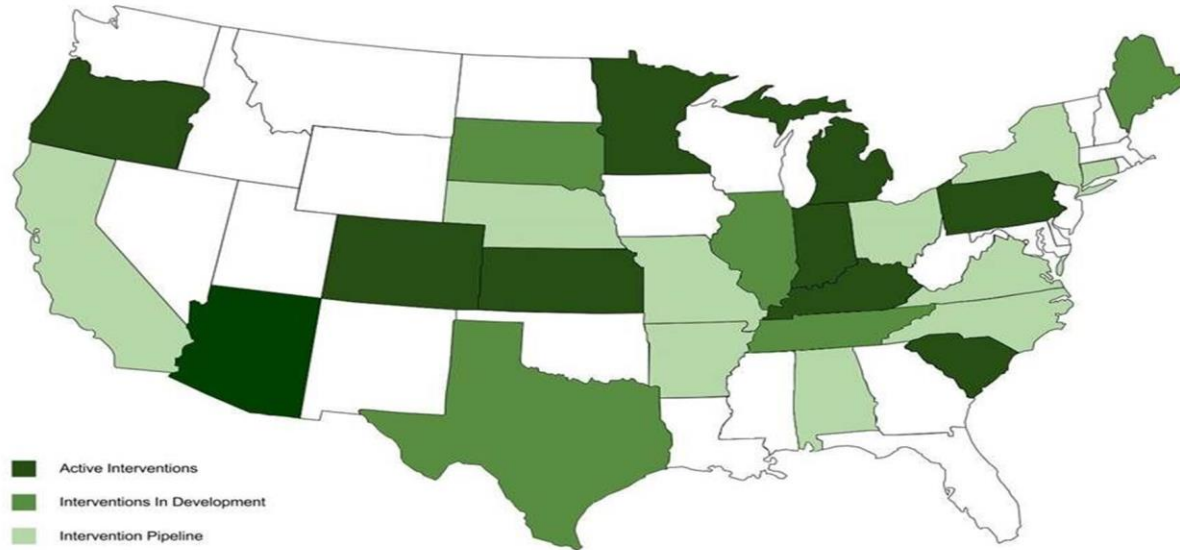 Active Interventions
Interventions In Development
Intervention Pipeline